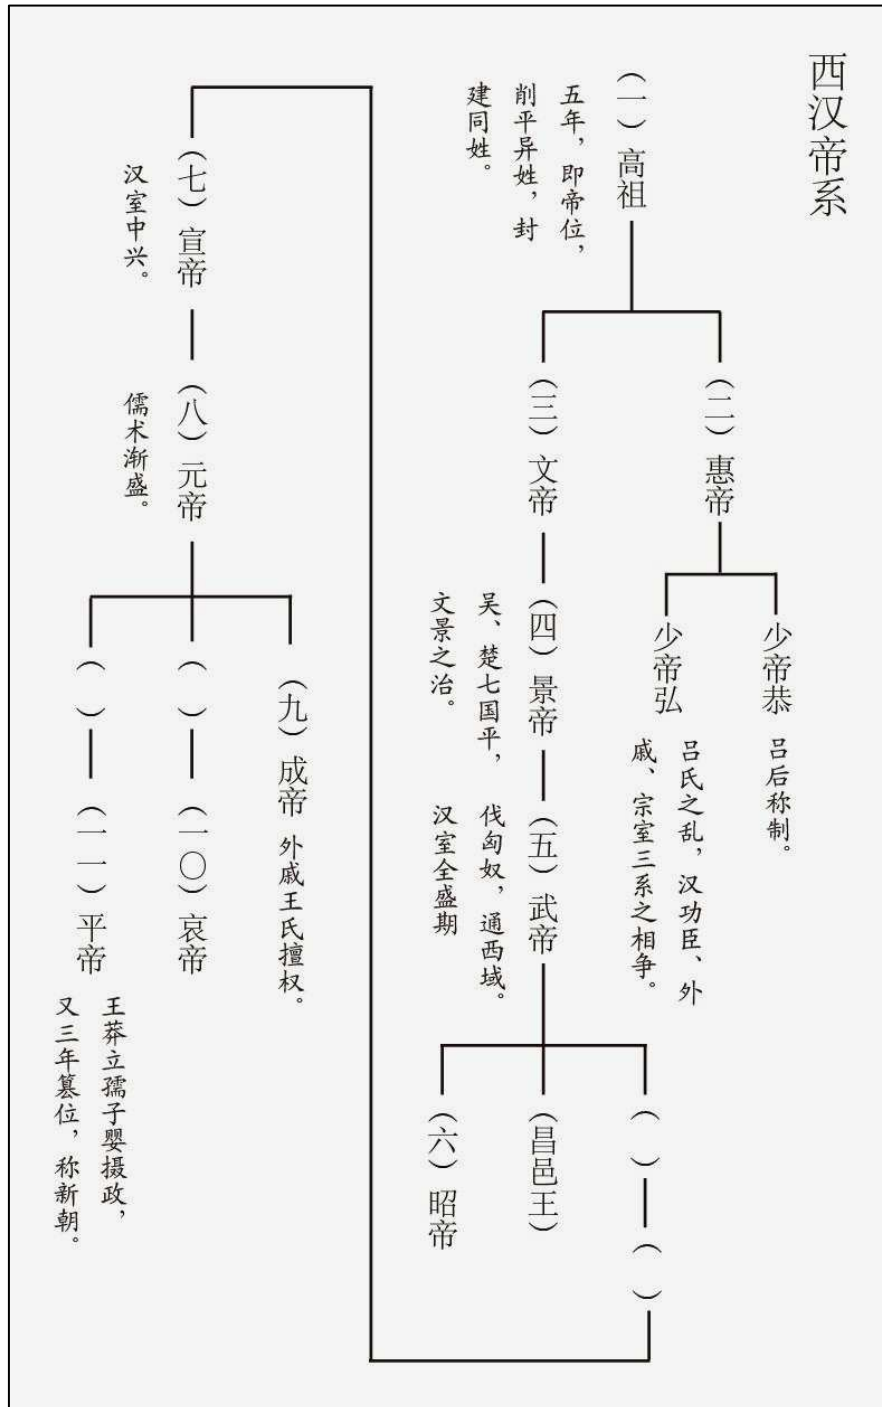 西汉帝系
（一）高祖
五年，即帝位，
削平异姓，封
建同姓。
（二）惠帝
少帝恭
吕后称制。
少帝弘
吕氏之乱，汉功臣、外
戚、宗室三系之相争。
（三）文帝
（四）景帝
吴、楚七国平，
文景之治。
（五）武帝
伐匈奴，通西域。
汉室全盛期
（ ）
（ ）
（昌邑王）
（六）昭帝
（七）宣帝
汉室中兴。
（八）元帝
儒术渐盛。
（九）成帝
外戚王氏擅权。
（ ）
（一〇）哀帝
（ ）
（一一）平帝
王莽立孺子婴摄政，
又三年篡位，称新朝。